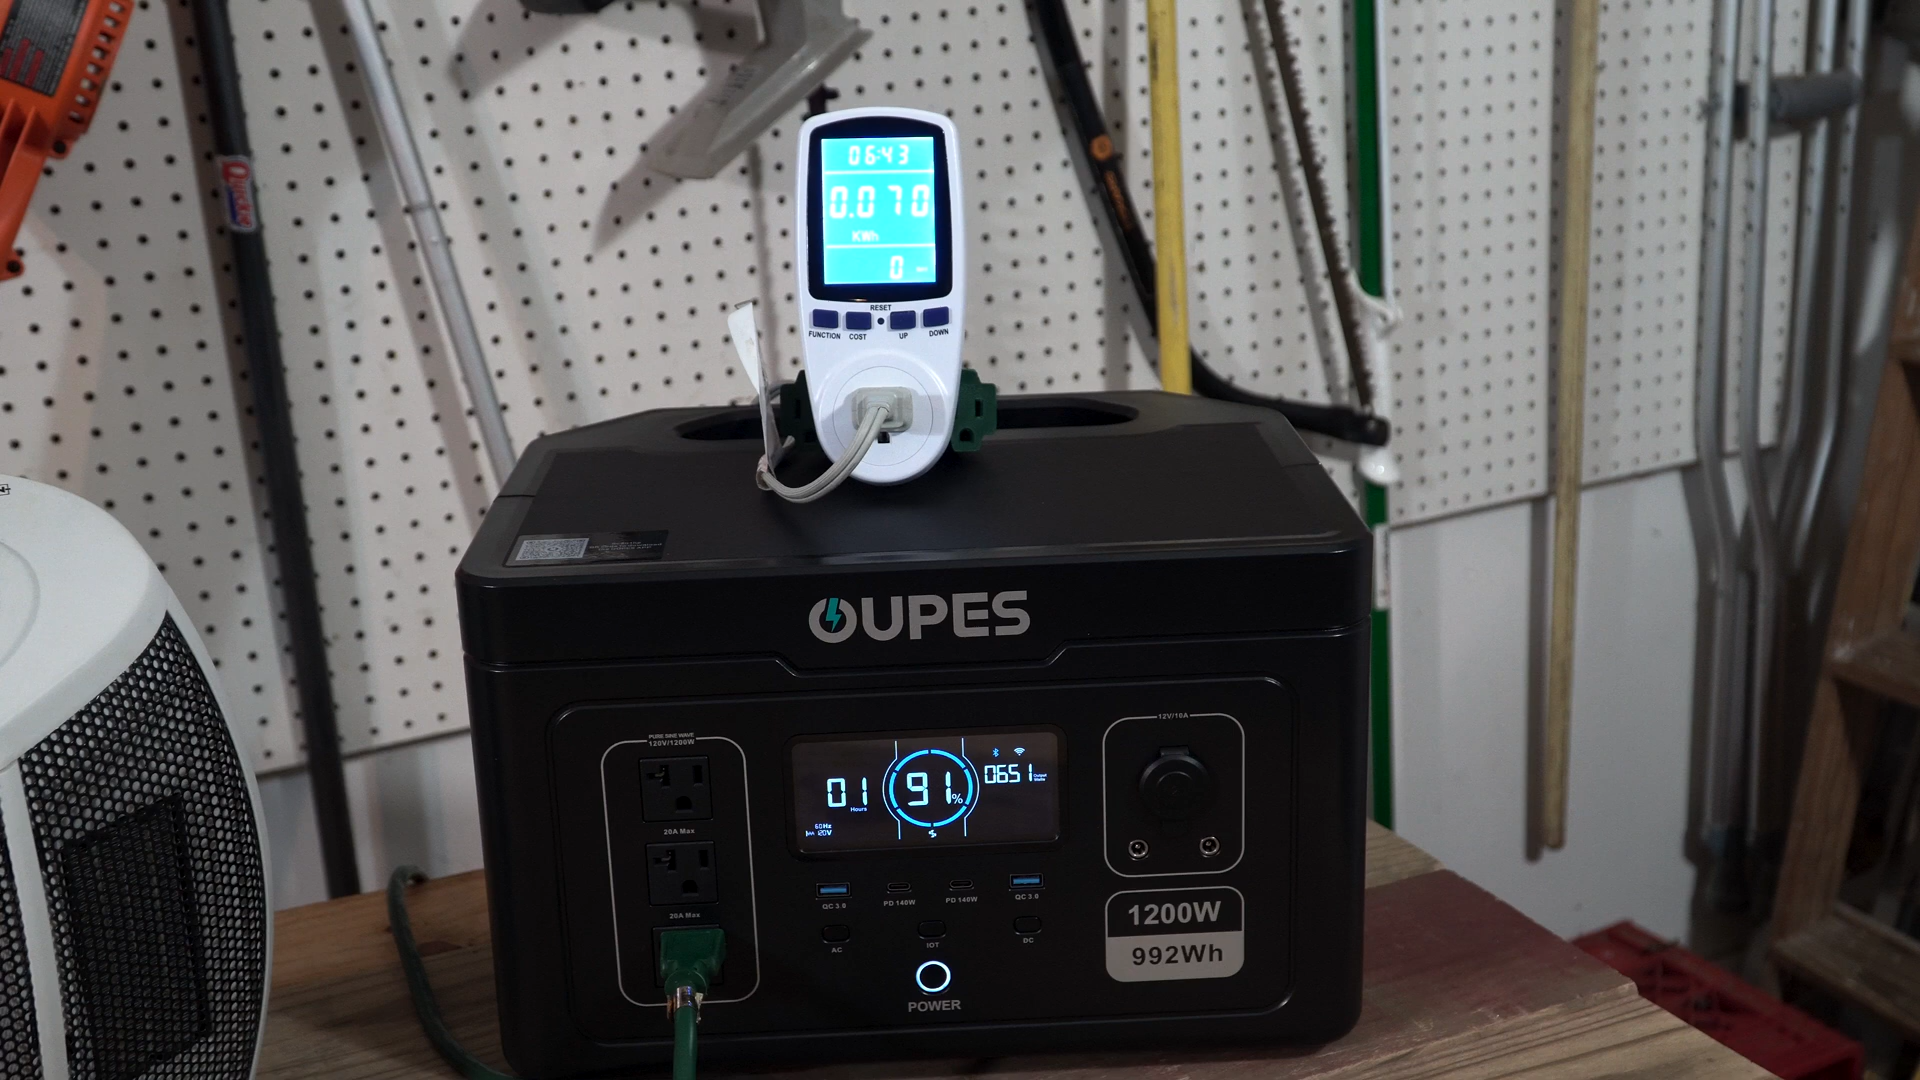 06:43
0.070
KWh
0
RESET
FUNCTION COST UP DOWN
OUPES
PURE SINE WAVE
120V/1200W
20A Max
20A Max
01
Hours
60Hz
120V
91%
0651
Output
Watts
QC 3.0 PD 140W PD 140W QC 3.0
AC IOT DC
POWER
12V/10A
1200W
992Wh